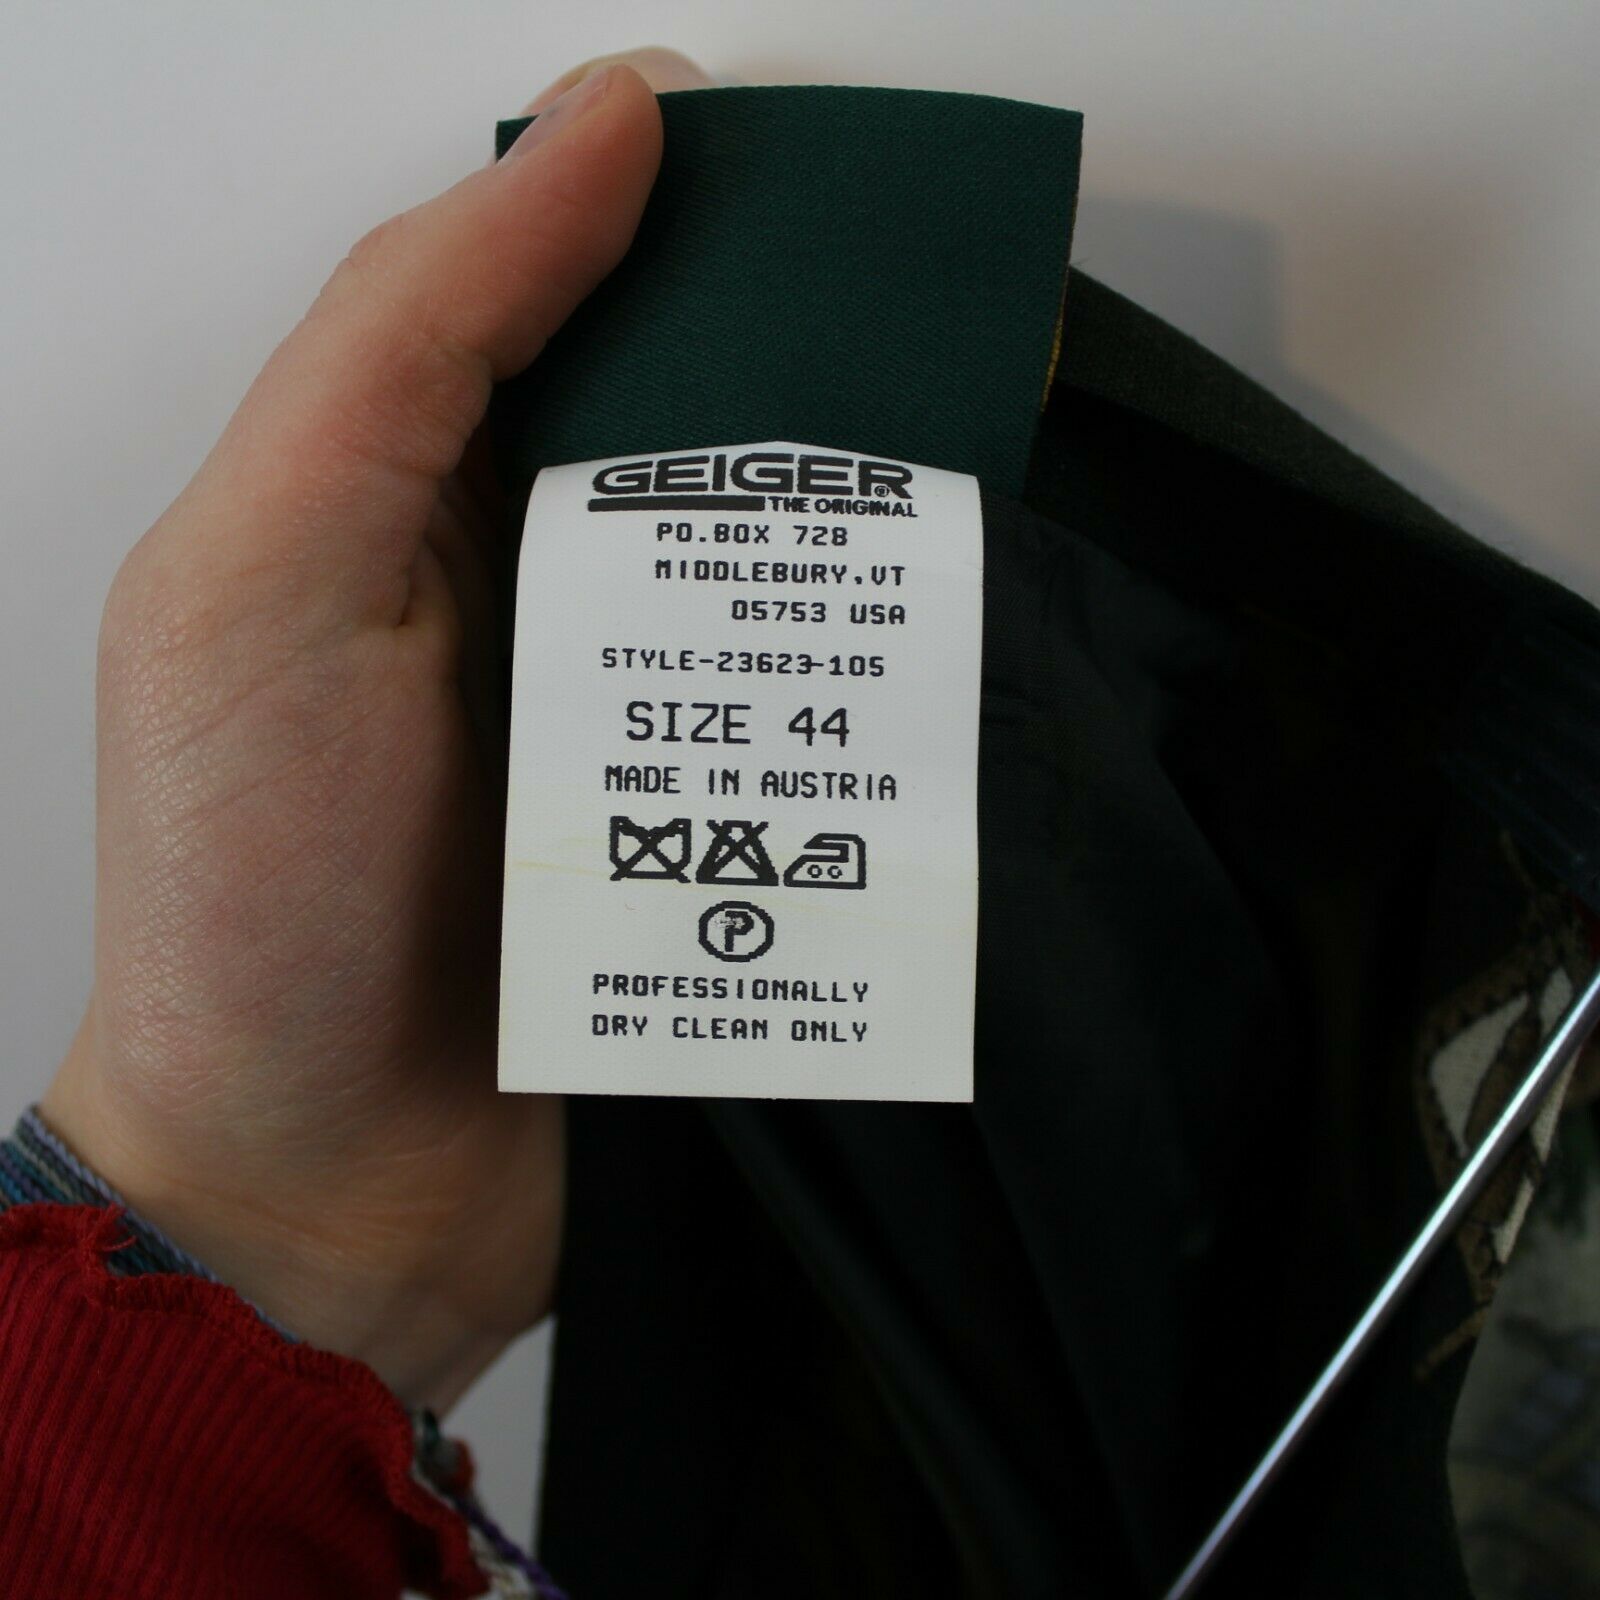 GEIGER®
THE ORIGINAL
PO.BOX 728
MIDDLEBURY,VT
05753 USA
STYLE-23623-105
SIZE 44
MADE IN AUSTRIA
P
PROFESSIONALLY
DRY CLEAN ONLY